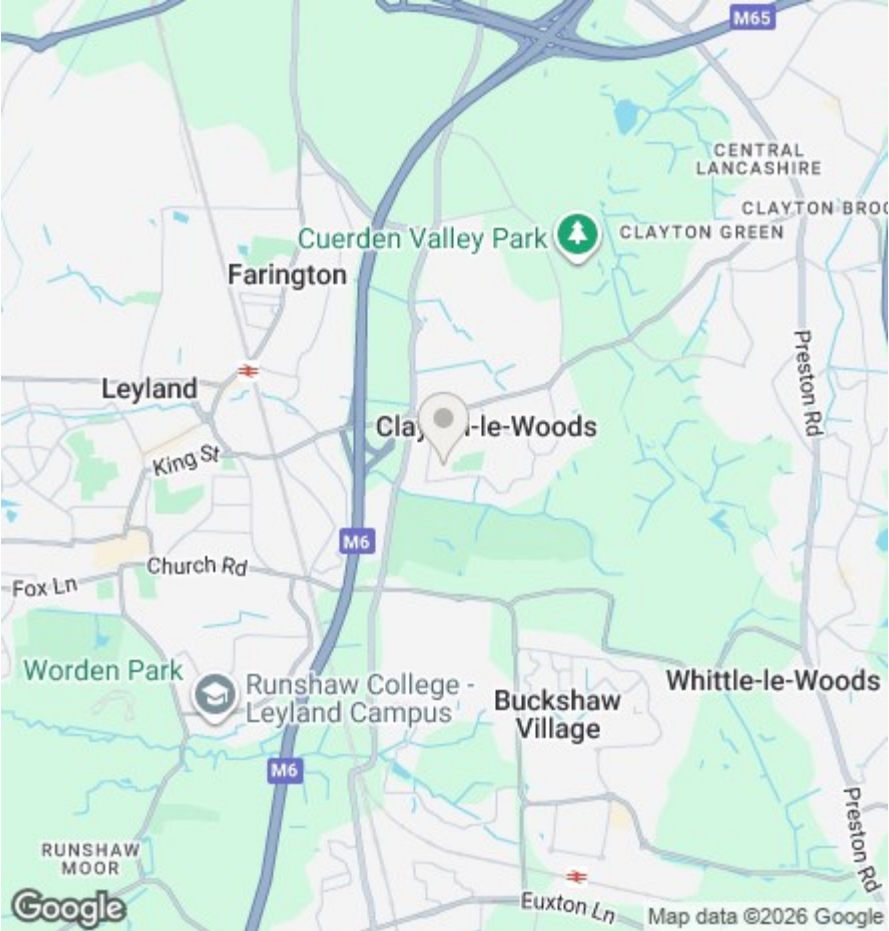 M65
CENTRAL
LANCASHIRE
CLAYTON BROO
CLAYTON GREEN
Cuerden Valley Park
Farington
Preston Rd
Leyland
Clayton-le-Woods
King St
M6
Church Rd
Fox Ln
Worden Park
Runshaw College -
Leyland Campus
Whittle-le-Woods
Buckshaw
Village
M6
Preston Rd
RUNSHAW
MOOR
Euxton Ln
Google
Map data ©2026 Google